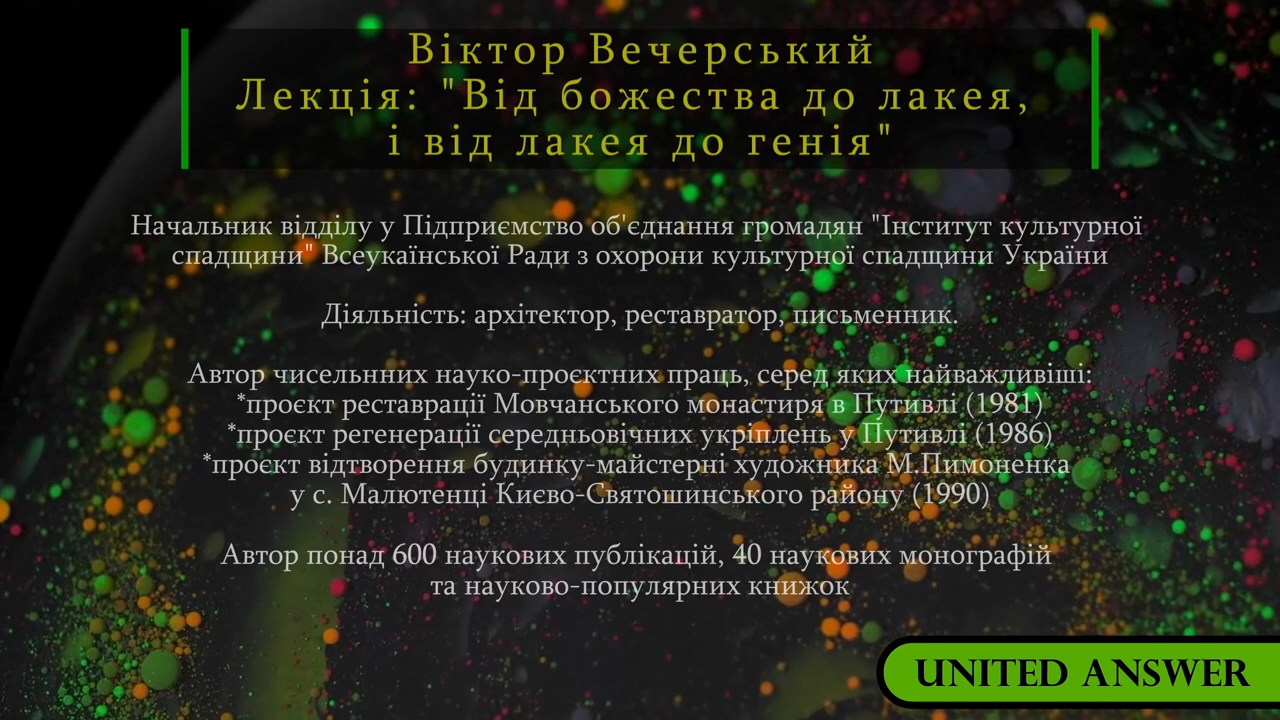 Віктор Вечерський
Лекція: "Від божества до лакея,
і від лакея до генія"
Начальник відділу у Підприємство об'єднання громадян "Інститут культурної
спадщини" Всеукаїнської Ради з охорони культурної спадщини України
Діяльність: архітектор, реставратор, письменник.
Автор чисельнних науко-проєктних праць, серед яких найважливіші:
*проєкт реставрації Мовчанського монастиря в Путивлі (1981)
*проєкт регенерації середньовічних укріплень у Путивлі (1986)
*проєкт відтворення будинку-майстерні художника М.Пимоненка
у с. Малютенці Києво-Святошинського району (1990)
Автор понад 600 наукових публікацій, 40 наукових монографій
та науково-популярних книжок
UNITED ANSWER